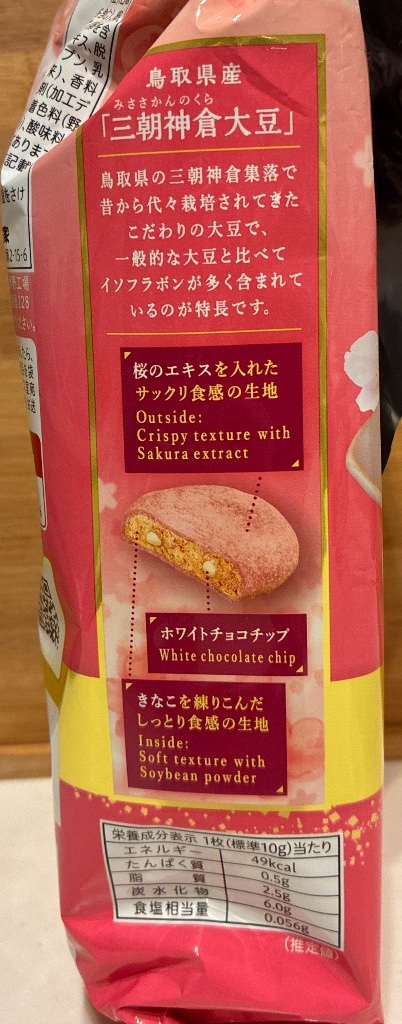 鳥取県産
みささかんのくら
「三朝神倉大豆」
鳥取県の三朝神倉集落で
昔から代々栽培されてきた
こだわりの大豆で、
一般的な大豆と比べて
イソフラボンが多く含まれて
いるのが特長です。
桜のエキスを入れた
サックリ食感の生地
Outside:
Crispy texture with
Sakura extract
ホワイトチョコチップ
White chocolate chip
きなこを練りこんだ
しっとり食感の生地
Inside:
Soft texture with
Soybean powder
栄養成分表示 1枚(標準10g)当たり
エネルギー 49kcal
たんぱく質 0.5g
脂質 2.5g
炭水化物 6.0g
食塩相当量 0.056g
(推定値)